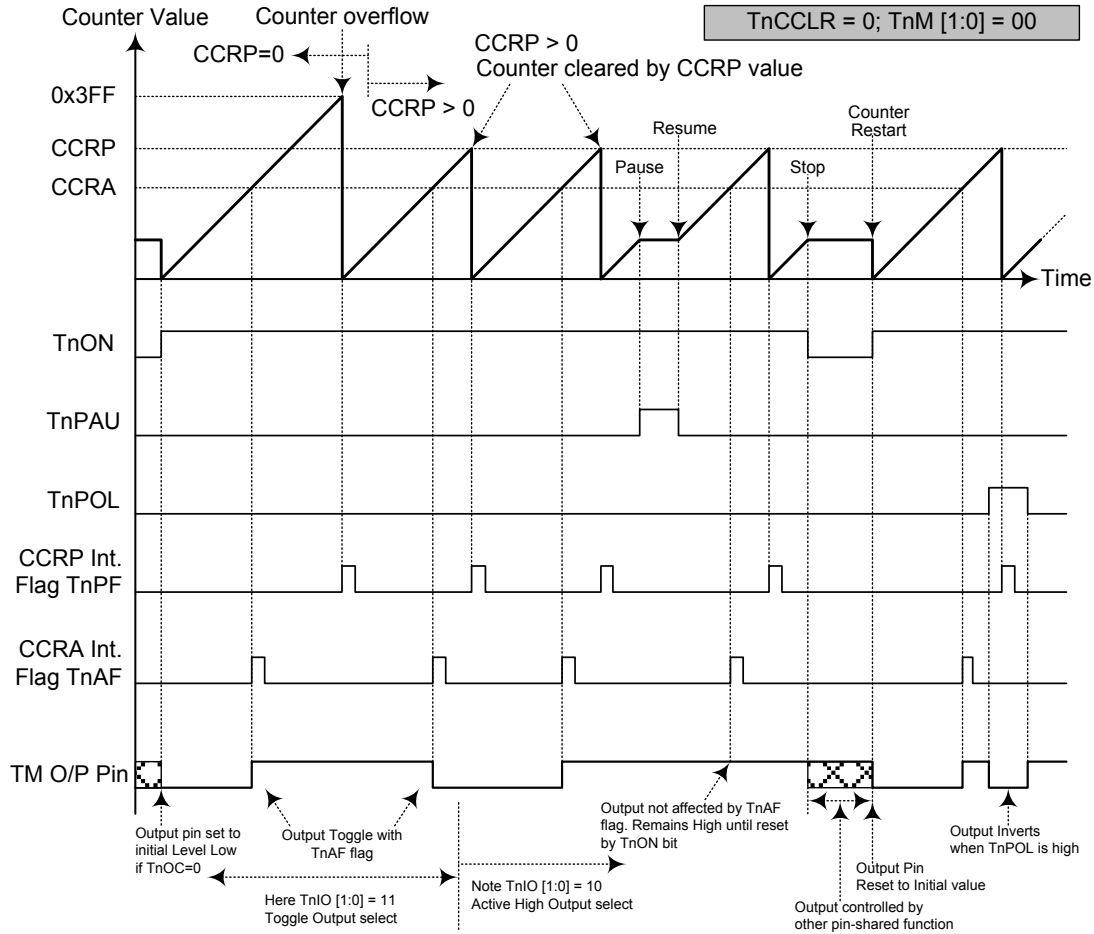 Counter Value
Counter overflow
TnCCLR = 0; TnM [1:0] = 00
CCRP=0
CCRP > 0
CCRP > 0
Counter cleared by CCRP value
0x3FF
CCRP
CCRA
Pause
Resume
Stop
Counter
Restart
Time
TnON
TnPAU
TnPOL
CCRP Int.
Flag TnPF
CCRA Int.
Flag TnAF
TM O/P Pin
Output pin set to
initial Level Low
if TnOC=0
Output Toggle with
TnAF flag
Output not affected by TnAF
flag. Remains High until reset
by TnON bit
Output Inverts
when TnPOL is high
Output Pin
Reset to Initial value
Here TnIO [1:0] = 11
Toggle Output select
Note TnIO [1:0] = 10
Active High Output select
Output controlled by
other pin-shared function